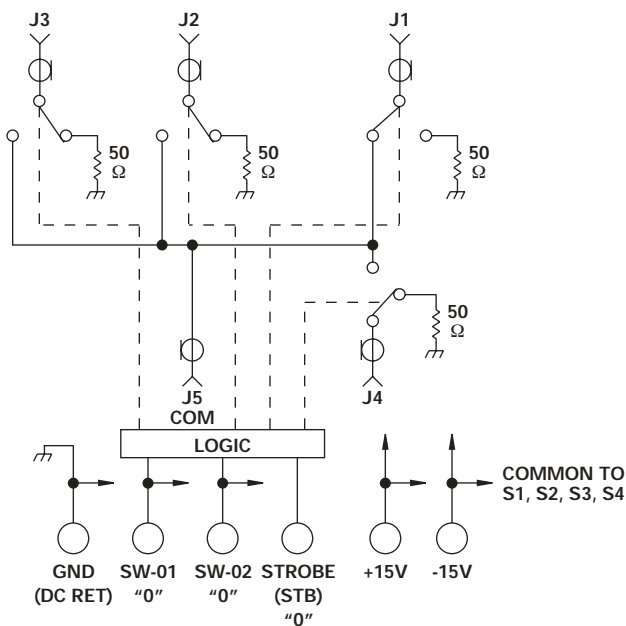 J3 J2 J1
50 Ω
50 Ω
50 Ω
50 Ω
J5
COM
J4
LOGIC
COMMON TO
S1, S2, S3, S4
GND
(DC RET)
SW-01
“0”
SW-02
“0”
STROBE
(STB)
“0”
+15V
-15V